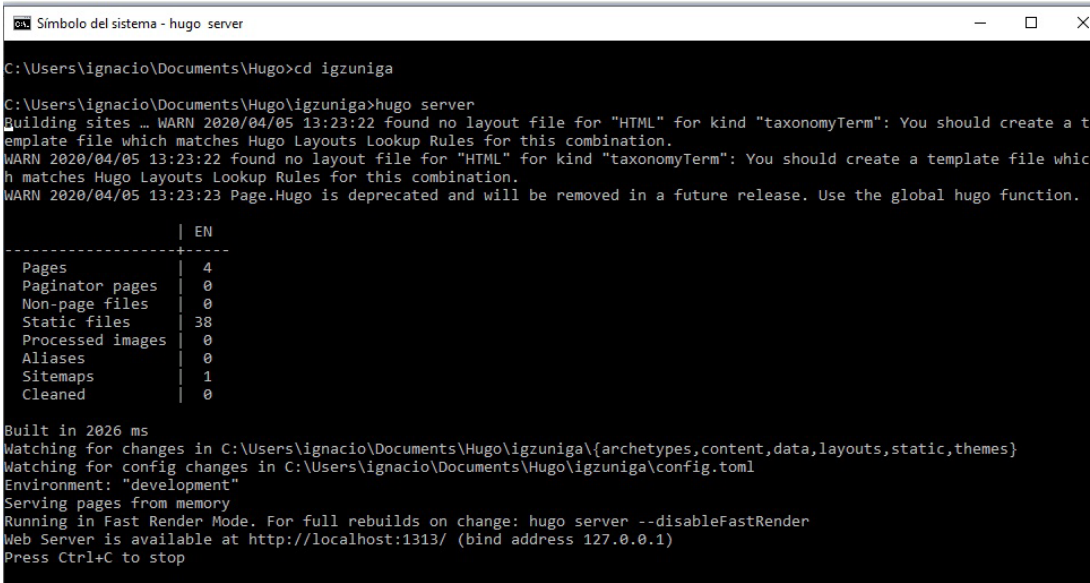 Símbolo del sistema - hugo server
C:\Users\ignacio\Documents\Hugo>cd igzuniga
C:\Users\ignacio\Documents\Hugo\igzuniga>hugo server
Building sites … WARN 2020/04/05 13:23:22 found no layout file for "HTML" for kind "taxonomyTerm": You should create a t
emplate file which matches Hugo Layouts Lookup Rules for this combination.
WARN 2020/04/05 13:23:22 found no layout file for "HTML" for kind "taxonomyTerm": You should create a template file whic
h matches Hugo Layouts Lookup Rules for this combination.
WARN 2020/04/05 13:23:23 Page.Hugo is deprecated and will be removed in a future release. Use the global hugo function.
                   | EN
-------------------+-----
  Pages            |  4
  Paginator pages  |  0
  Non-page files   |  0
  Static files     | 38
  Processed images |  0
  Aliases          |  0
  Sitemaps         |  1
  Cleaned          |  0
Built in 2026 ms
Watching for changes in C:\Users\ignacio\Documents\Hugo\igzuniga\{archetypes,content,data,layouts,static,themes}
Watching for config changes in C:\Users\ignacio\Documents\Hugo\igzuniga\config.toml
Environment: "development"
Serving pages from memory
Running in Fast Render Mode. For full rebuilds on change: hugo server --disableFastRender
Web Server is available at http://localhost:1313/ (bind address 127.0.0.1)
Press Ctrl+C to stop